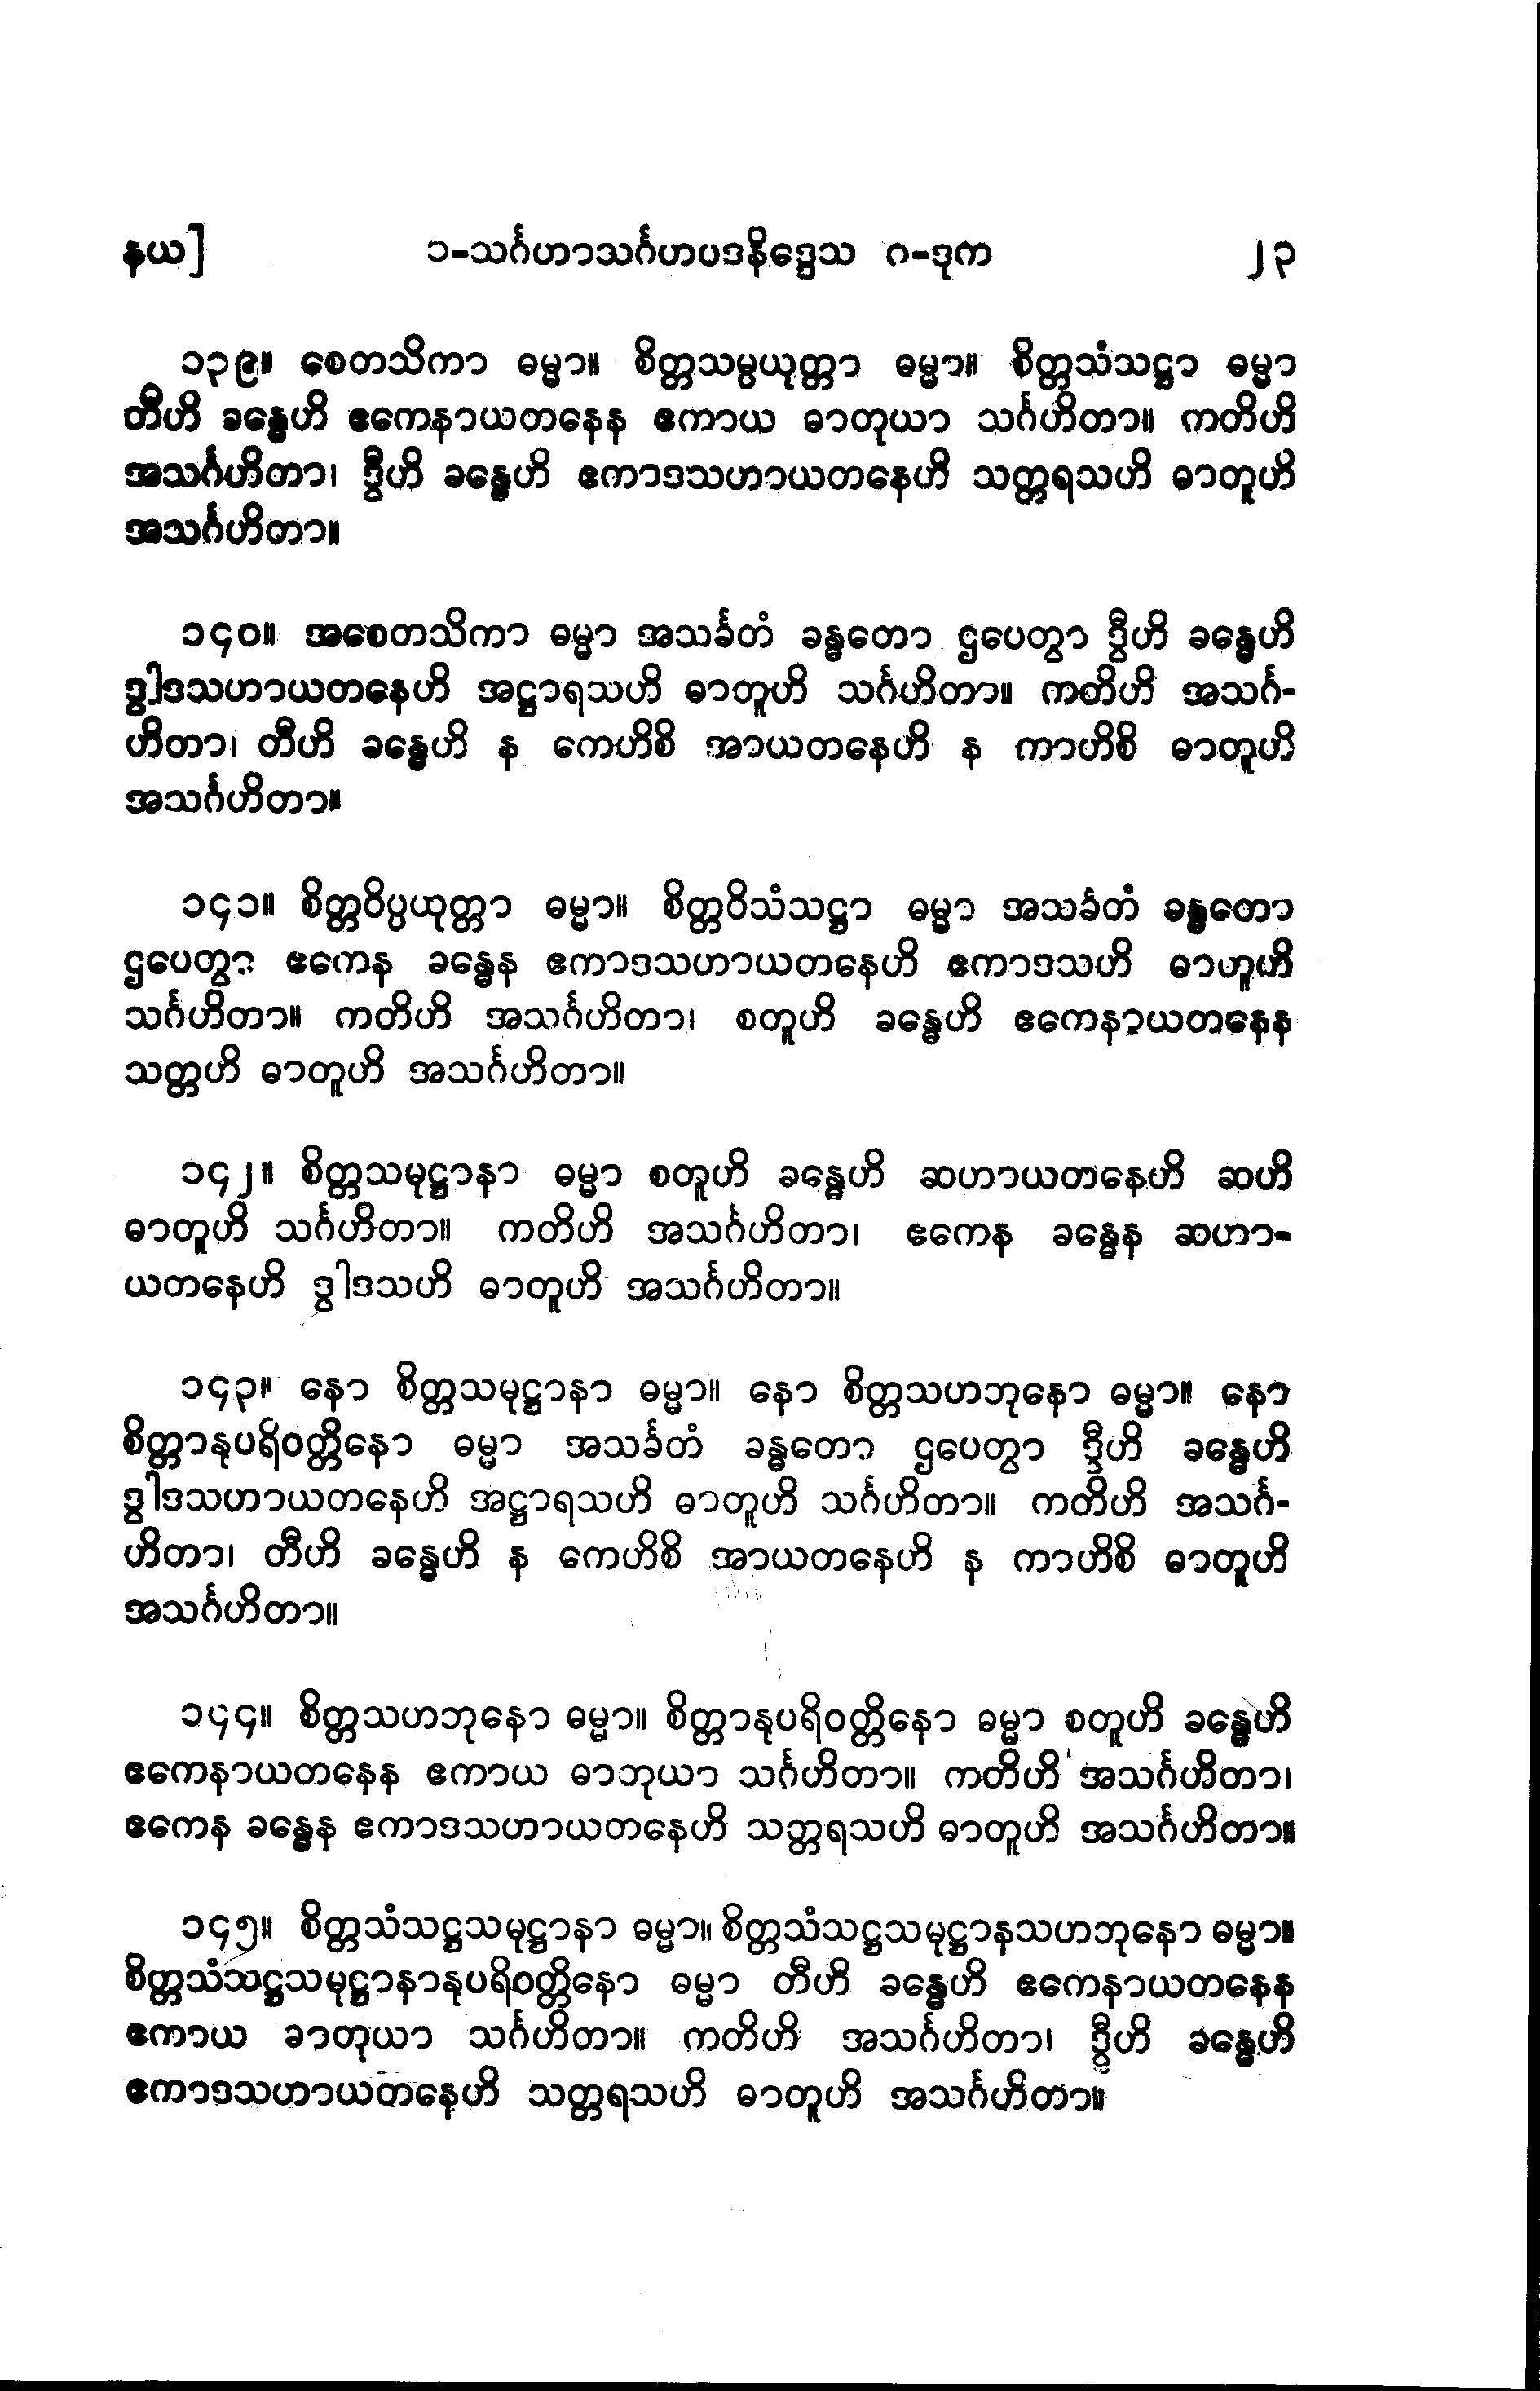 နယ] ၁-သင်္ဂဟာသင်္ဂဟပဒနိဒ္ဒေသ ဂ-ဒုက ၂၃
၁၃၉။ စေတသိကာ ဓမ္မာ။ စိတ္တသမ္ပယုတ္တာ ဓမ္မာ။ စိတ္တသံသဋ္ဌာ ဓမ္မာ
တီဟိ ခန္ဓေဟိ ဧကေနာယတနေန ဧကာယ ဓာတုယာ သင်္ဂဟိတာ။ ကတိဟိ
အသင်္ဂဟိတာ၊ ဒွီဟိ ခန္ဓေဟိ ဧကာဒသဟာယတနေဟိ သတ္တရသဟိ ဓာတူဟိ
အသင်္ဂဟိတာ။
၁၄၀။ အစေတသိကာ ဓမ္မာ အသင်္ခတံ ခန္ဓတော ဌပေတွာ ဒွီဟိ ခန္ဓေဟိ
ဒွါဒသဟာယတနေဟိ အဋ္ဌာရသဟိ ဓာတူဟိ သင်္ဂဟိတာ။ ကတိဟိ အသင်္ဂ-
ဟိတာ၊ တီဟိ ခန္ဓေဟိ န ကေဟိစိ အာယတနေဟိ န ကာဟိစိ ဓာတူဟိ
အသင်္ဂဟိတာ။
၁၄၁။ စိတ္တဝိပ္ပယုတ္တာ ဓမ္မာ။ စိတ္တဝိသံသဋ္ဌာ ဓမ္မာ အသင်္ခတံ ခန္ဓတော
ဌပေတွာ ဧကေန ခန္ဓေန ဧကာဒသဟာယတနေဟိ ဧကာဒသဟိ ဓာတူဟိ
သင်္ဂဟိတာ။ ကတိဟိ အသင်္ဂဟိတာ၊ စတူဟိ ခန္ဓေဟိ ဧကေနာယတနေန
သတ္တဟိ ဓာတူဟိ အသင်္ဂဟိတာ။
၁၄၂။ စိတ္တသမုဋ္ဌာနာ ဓမ္မာ စတူဟိ ခန္ဓေဟိ ဆဟာယတနေဟိ ဆဟိ
ဓာတူဟိ သင်္ဂဟိတာ။ ကတိဟိ အသင်္ဂဟိတာ၊ ဧကေန ခန္ဓေန ဆဟာ-
ယတနေဟိ ဒွါဒသဟိ ဓာတူဟိ အသင်္ဂဟိတာ။
၁၄၃။ နော စိတ္တသမုဋ္ဌာနာ ဓမ္မာ။ နော စိတ္တသဟဘုနော ဓမ္မာ။ နော
စိတ္တာနုပရိဝတ္တိနော ဓမ္မာ အသင်္ခတံ ခန္ဓတော ဌပေတွာ ဒွီဟိ ခန္ဓေဟိ
ဒွါဒသဟာယတနေဟိ အဋ္ဌာရသဟိ ဓာတူဟိ သင်္ဂဟိတာ။ ကတိဟိ အသင်္ဂ-
ဟိတာ၊ တီဟိ ခန္ဓေဟိ န ကေဟိစိ အာယတနေဟိ န ကာဟိစိ ဓာတူဟိ
အသင်္ဂဟိတာ။
၁၄၄။ စိတ္တသဟဘုနော ဓမ္မာ။ စိတ္တာနုပရိဝတ္တိနော ဓမ္မာ စတူဟိ ခန္ဓေဟိ
ဧကေနာယတနေန ဧကာယ ဓာတုယာ သင်္ဂဟိတာ။ ကတိဟိ အသင်္ဂဟိတာ၊
ဧကေန ခန္ဓေန ဧကာဒသဟာယတနေဟိ သတ္တရသဟိ ဓာတူဟိ အသင်္ဂဟိတာ။
၁၄၅။ စိတ္တသံသဋ္ဌသမုဋ္ဌာနာ ဓမ္မာ။ စိတ္တသံသဋ္ဌသမုဋ္ဌာနသဟဘုနော ဓမ္မာ။
စိတ္တသံသဋ္ဌသမုဋ္ဌာနာနုပရိဝတ္တိနော ဓမ္မာ တီဟိ ခန္ဓေဟိ ဧကေနာယတနေန
ဧကာယ ဓာတုယာ သင်္ဂဟိတာ။ ကတိဟိ အသင်္ဂဟိတာ၊ ဒွီဟိ ခန္ဓေဟိ
ဧကာဒသဟာယတနေဟိ သတ္တရသဟိ ဓာတူဟိ အသင်္ဂဟိတာ။